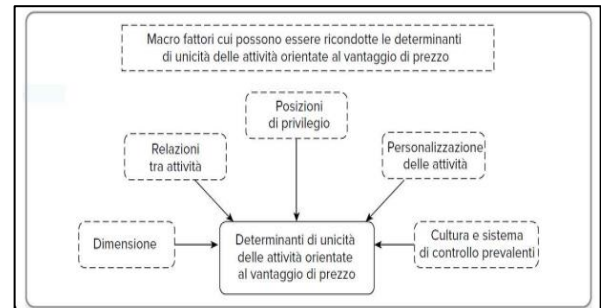 Macro fattori cui possono essere ricondotte le determinanti
di unicità delle attività orientate al vantaggio di prezzo
Posizioni
di privilegio
Relazioni
tra attività
Personalizzazione
delle attività
Dimensione
Determinanti di unicità
delle attività orientate
al vantaggio di prezzo
Cultura e sistema
di controllo prevalenti